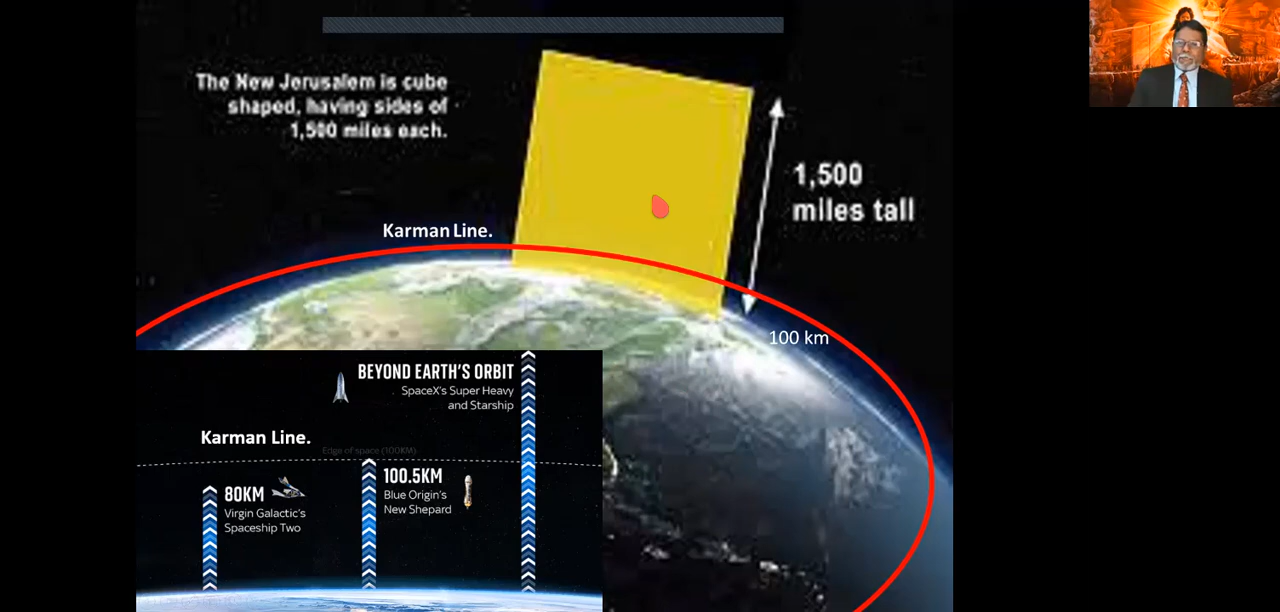 The New Jerusalem is cube
shaped, having sides of
1,500 miles each.
1,500
miles tall
Karman Line.
100 km
BEYOND EARTH'S ORBIT
SpaceX's Super Heavy
and Starship
Karman Line.
Edge of space (100KM)
80KM
Virgin Galactic's
Spaceship Two
100.5KM
Blue Origin's
New Shepard